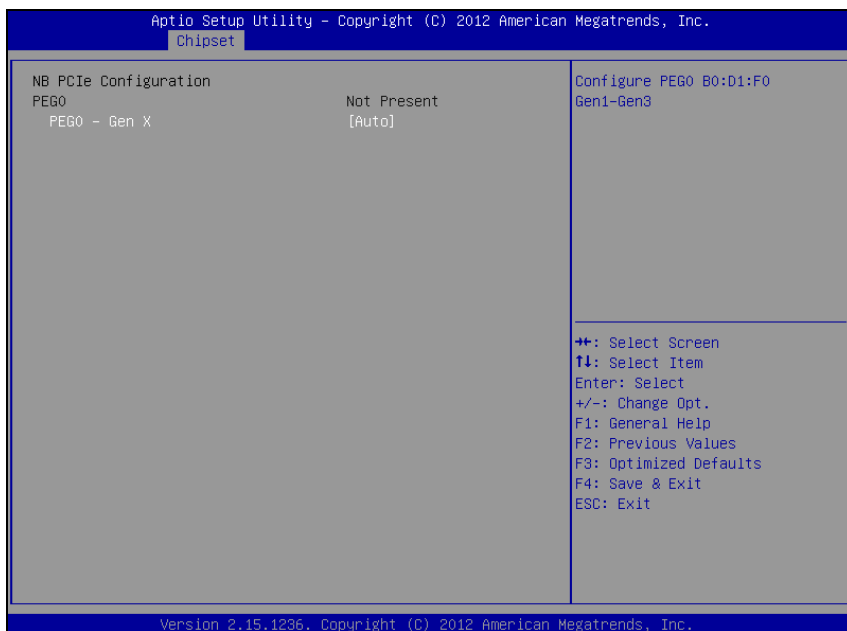 Aptio Setup Utility – Copyright (C) 2012 American Megatrends, Inc.
Chipset
NB PCIe Configuration
PEG0 Not Present
PEG0 – Gen X [Auto]
Configure PEG0 B0:D1:F0
Gen1-Gen3
→←: Select Screen
↑↓: Select Item
Enter: Select
+/-: Change Opt.
F1: General Help
F2: Previous Values
F3: Optimized Defaults
F4: Save & Exit
ESC: Exit
Version 2.15.1236. Copyright (C) 2012 American Megatrends, Inc.